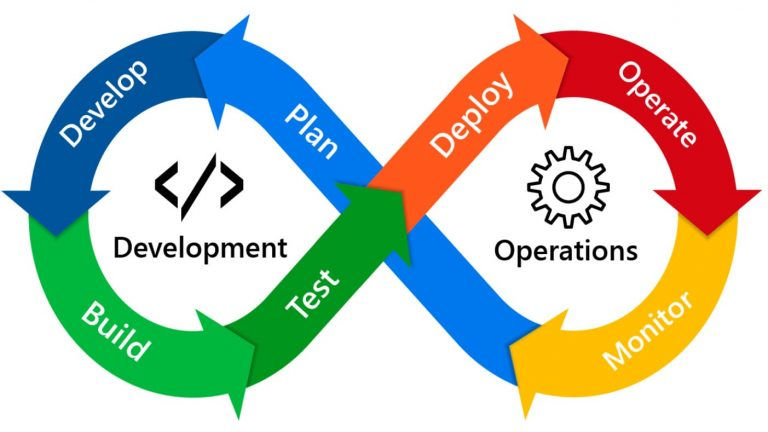 Plan
Develop
Build
Test
Deploy
Operate
Monitor
Development
Operations